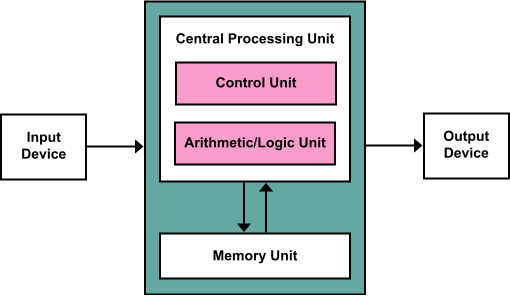 Central Processing Unit
Control Unit
Arithmetic/Logic Unit
Input
Device
Output
Device
Memory Unit